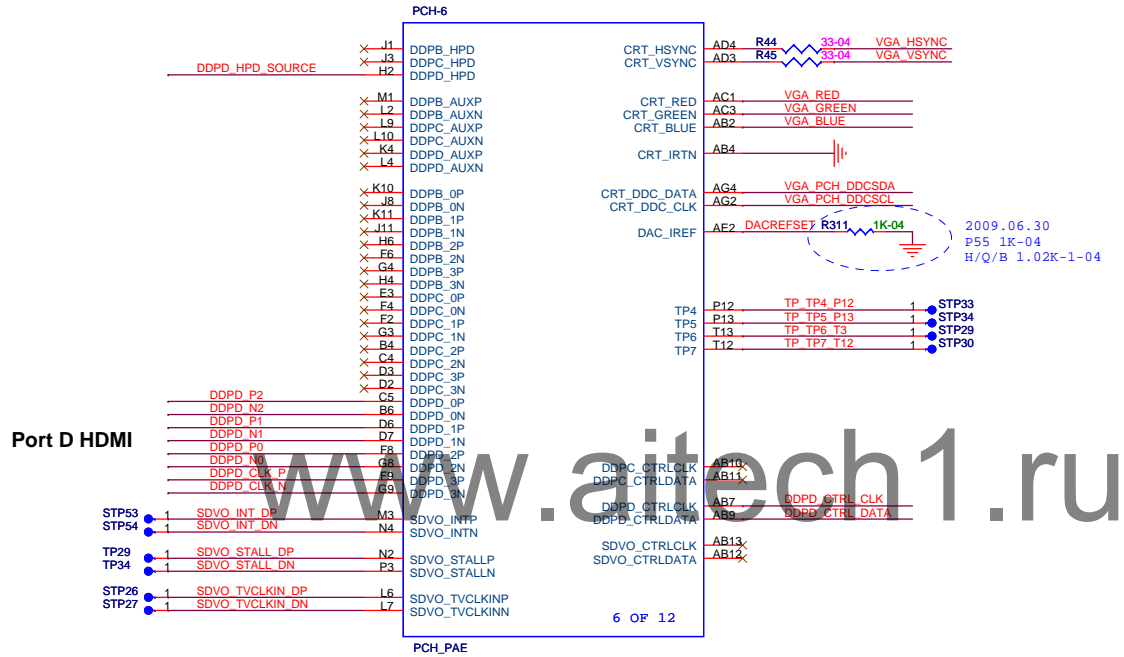 PCH-6
J1 DDPB_HPD
J3 DDPC_HPD
DDPD_HPD_SOURCE H2 DDPD_HPD
M1 DDPB_AUXP
L2 DDPB_AUXN
L9 DDPC_AUXP
L10 DDPC_AUXN
K4 DDPD_AUXP
L4 DDPD_AUXN
K10 DDPB_0P
J8 DDPB_0N
K11 DDPB_1P
J11 DDPB_1N
H6 DDPB_2P
F6 DDPB_2N
G4 DDPB_3P
H4 DDPB_3N
E3 DDPC_0P
F4 DDPC_0N
F2 DDPC_1P
G3 DDPC_1N
B4 DDPC_2P
C4 DDPC_2N
D3 DDPC_3P
D2 DDPC_3N
DDPD_P2 C5 DDPD_0P
DDPD_N2 B6 DDPD_0N
DDPD_P1 D6 DDPD_1P
DDPD_N1 D7 DDPD_1N
Port D HDMI
DDPD_P0 F8 DDPD_2P
DDPD_N0 G8 DDPD_2N
DDPD_CLK_P F9 DDPD_3P
DDPD_CLK_N G9 DDPD_3N
STP53 1 SDVO_INT_DP M3 SDVO_INTP
STP54 1 SDVO_INT_DN N4 SDVO_INTN
TP29 1 SDVO_STALL_DP N2 SDVO_STALLP
TP34 1 SDVO_STALL_DN P3 SDVO_STALLN
STP26 1 SDVO_TVCLKIN_DP L6 SDVO_TVCLKINP
STP27 1 SDVO_TVCLKIN_DN L7 SDVO_TVCLKINN
CRT_HSYNC AD4 R44 33-04 VGA_HSYNC
CRT_VSYNC AD3 R45 33-04 VGA_VSYNC
CRT_RED AC1 VGA_RED
CRT_GREEN AC3 VGA_GREEN
CRT_BLUE AB2 VGA_BLUE
CRT_IRTN AB4
CRT_DDC_DATA AG4 VGA_PCH_DDCSDA
CRT_DDC_CLK AG2 VGA_PCH_DDCSCL
DAC_IREF AE2 DACREFSET R311 1K-04
2009.06.30
P55 1K-04
H/Q/B 1.02K-1-04
TP4 P12 TP_TP4_P12 1 STP33
TP5 P13 TP_TP5_P13 1 STP34
TP6 T13 TP_TP6_T3 1 STP29
TP7 T12 TP_TP7_T12 1 STP30
DDPC_CTRLCLK AB10
DDPC_CTRLDATA AB11
DDPD_CTRLCLK AB7 DDPD_CTRL_CLK
DDPD_CTRLDATA AB9 DDPD_CTRL_DATA
SDVO_CTRLCLK AB13
SDVO_CTRLDATA AB12
6 OF 12
PCH_PAE
www.aitech1.ru